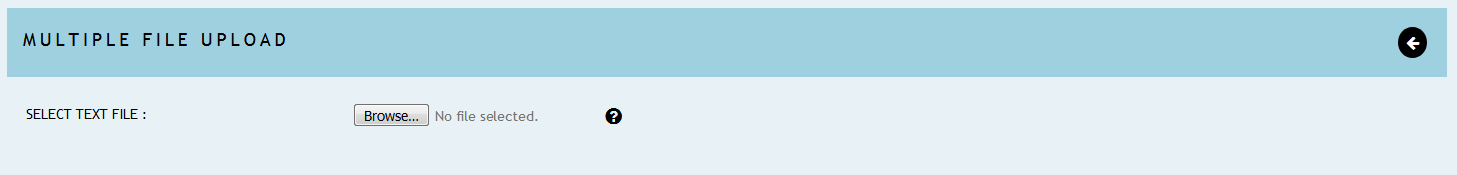 MULTIPLE FILE UPLOAD
SELECT TEXT FILE : Browse... No file selected. ?